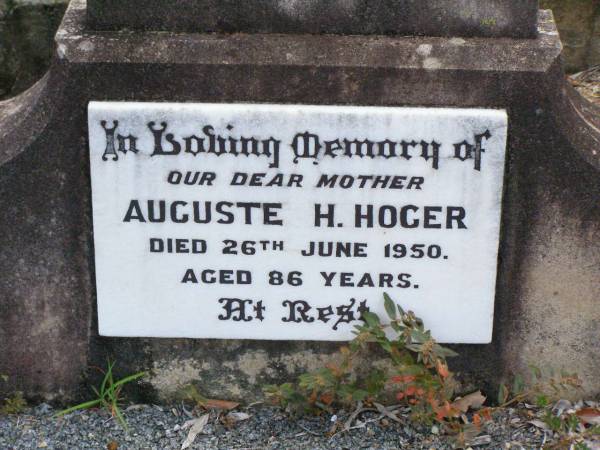 In Loving Memory of
OUR DEAR MOTHER
AUGUSTE H. HOGER
DIED 26TH JUNE 1950.
AGED 86 YEARS.
At Rest